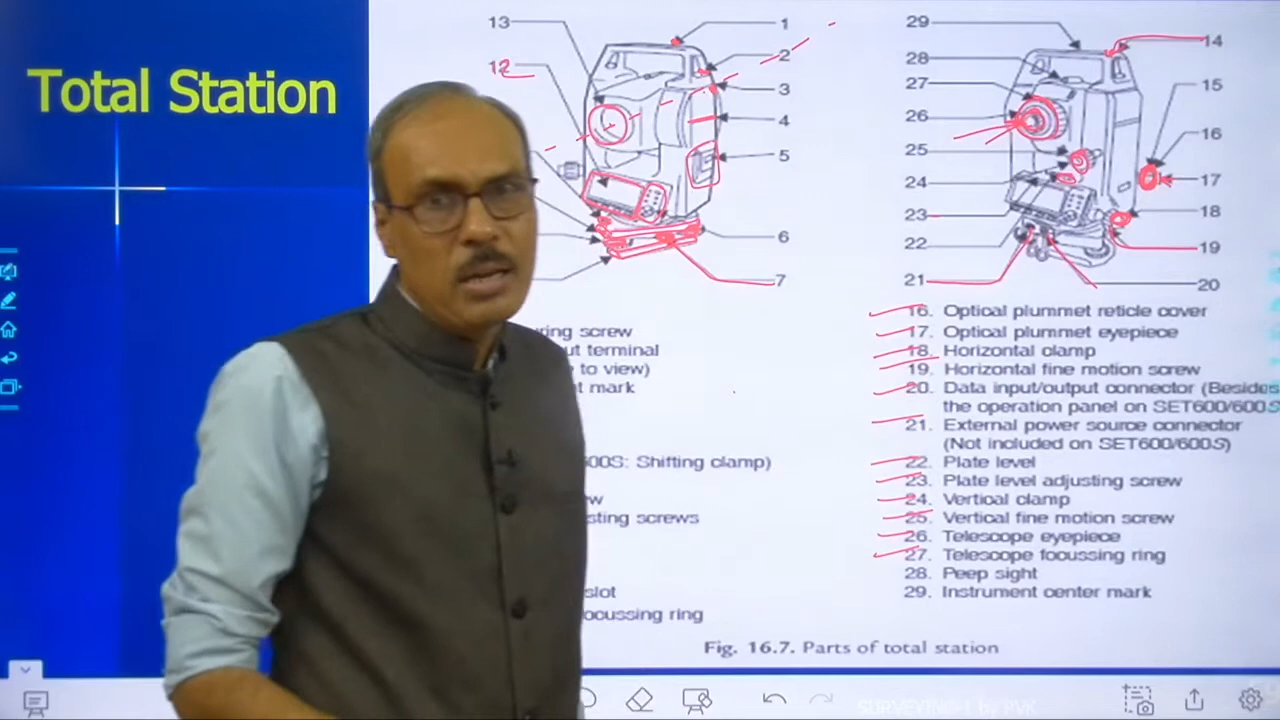 Total Station
13
12
1
2
3
4
5
6
7
29
28
27
26
25
24
23
22
21
14
15
16
17
18
19
20
ring screw
ut terminal
to view)
t mark
00S: Shifting clamp)
sting screws
slot
ocussing ring
16. Optical plummet reticle cover
17. Optical plummet eyepiece
18. Horizontal clamp
19. Horizontal fine motion screw
20. Data input/output connector (Besides
the operation panel on SET600/600S
21. External power source connector
(Not included on SET600/600S)
22. Plate level
23. Plate level adjusting screw
24. Vertical clamp
25. Vertical fine motion screw
26. Telescope eyepiece
27. Telescope focussing ring
28. Peep sight
29. Instrument center mark
Fig. 16.7. Parts of total station
SURVEYING-I by PVK